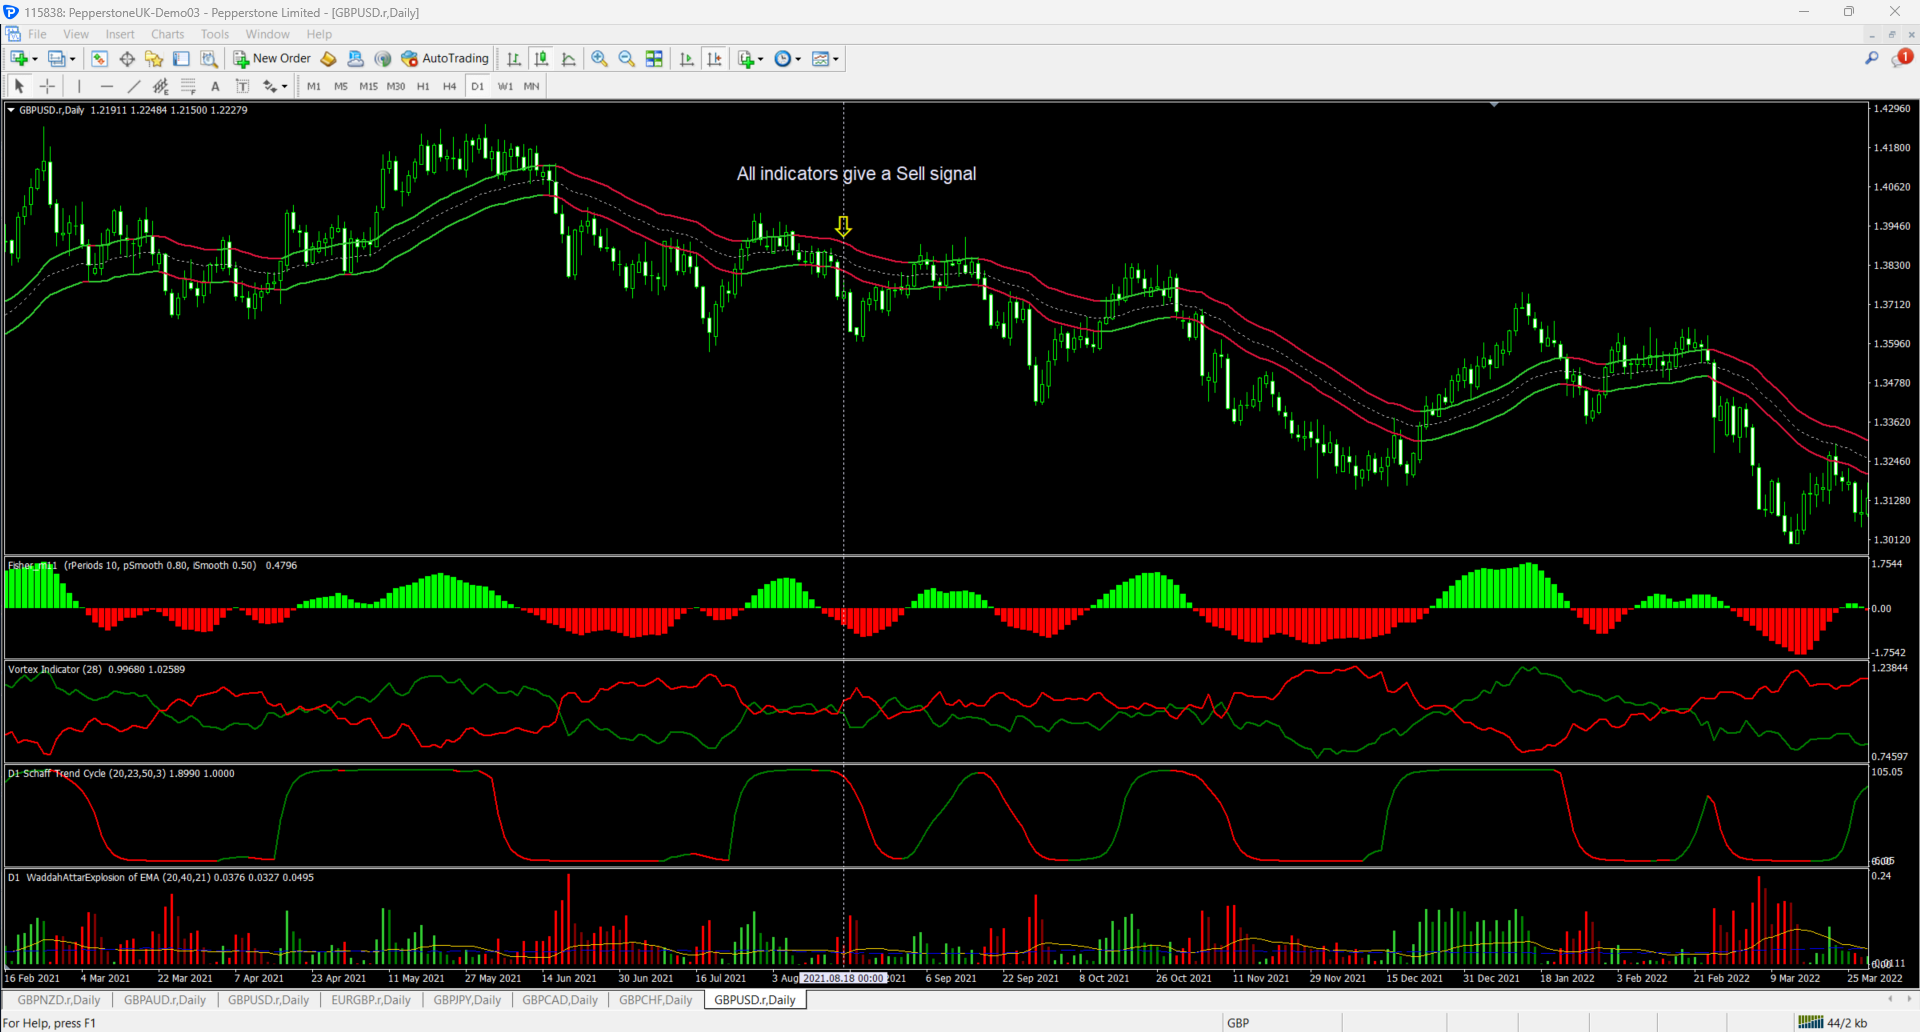 115838: PepperstoneUK-Demo03 - Pepperstone Limited - [GBPUSD.r,Daily]
File View Insert Charts Tools Window Help
New Order AutoTrading 1
A T M1 M5 M15 M30 H1 H4 D1 W1 MN
GBPUSD.r,Daily 1.21911 1.22484 1.21500 1.22279
All indicators give a Sell signal
1.42960
1.41800
1.40620
1.39460
1.38300
1.37120
1.35960
1.34780
1.33620
1.32460
1.31280
1.30120
Fisher_m11 (rPeriods 10, pSmooth 0.80, iSmooth 0.50) 0.4796
1.7544
0.00
-1.7542
Vortex Indicator (28) 0.99680 1.02589
1.23844
0.74597
D1 Schaff Trend Cycle (20,23,50,3) 1.8990 1.0000
105.05
D1 WaddahAttarExplosion of EMA (20,40,21) 0.0376 0.0327 0.0495
0.24
16 Feb 2021 4 Mar 2021 22 Mar 2021 7 Apr 2021 23 Apr 2021 11 May 2021 27 May 2021 14 Jun 2021 30 Jun 2021 16 Jul 2021 3 Aug 2021.08.18 00:00 2021 6 Sep 2021 22 Sep 2021 8 Oct 2021 26 Oct 2021 11 Nov 2021 29 Nov 2021 15 Dec 2021 31 Dec 2021 18 Jan 2022 3 Feb 2022 21 Feb 2022 9 Mar 2022 25 Mar 2022
GBPNZD.r,Daily GBPAUD.r,Daily GBPUSD.r,Daily EURGBP.r,Daily GBPJPY,Daily GBPCAD,Daily GBPCHF,Daily GBPUSD.r,Daily
For Help, press F1 GBP 44/2 kb